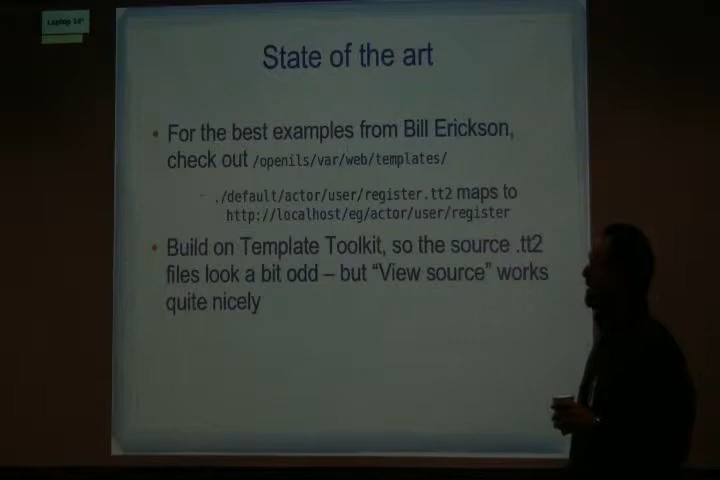 Laptop 14"
State of the art
For the best examples from Bill Erickson,
check out /openils/var/web/templates/
./default/actor/user/register.tt2 maps to
http://localhost/eg/actor/user/register
Build on Template Toolkit, so the source .tt2
files look a bit odd – but “View source” works
quite nicely